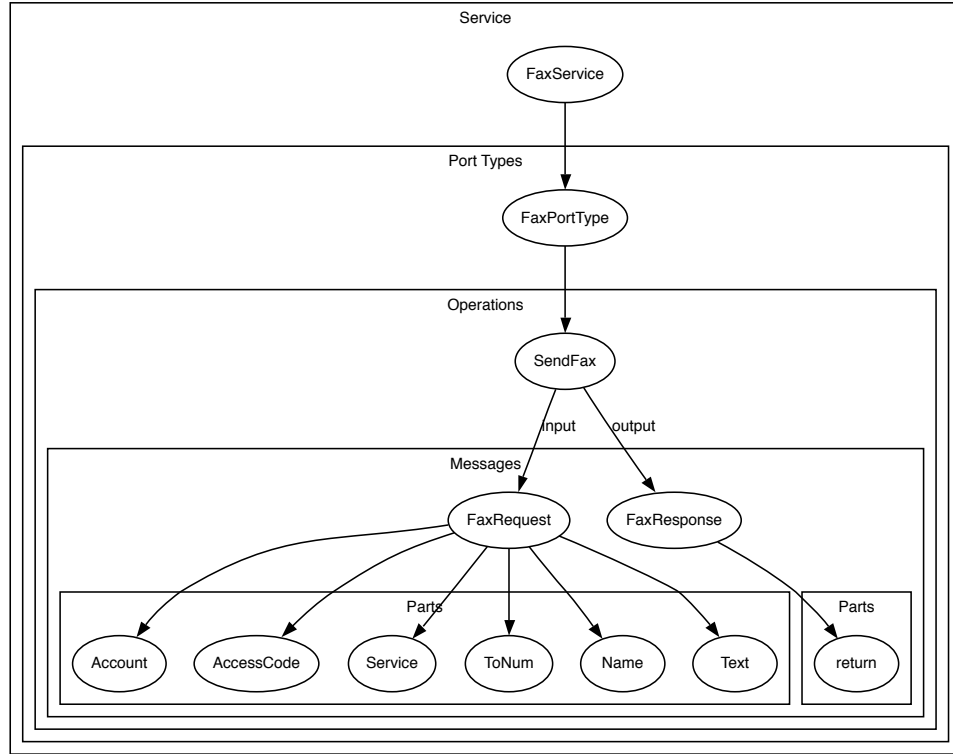 Service
FaxService
Port Types
FaxPortType
Operations
SendFax
input output
Messages
FaxRequest FaxResponse
Parts Parts
Account AccessCode Service ToNum Name Text return